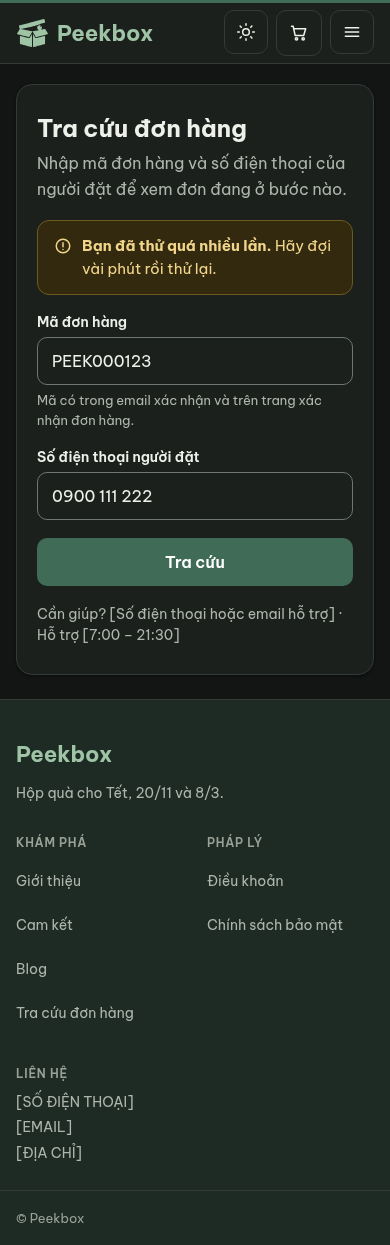 Peekbox
Tra cứu đơn hàng
Nhập mã đơn hàng và số điện thoại của
người đặt để xem đơn đang ở bước nào.
Bạn đã thử quá nhiều lần. Hãy đợi
vài phút rồi thử lại.
Mã đơn hàng
PEEK000123
Mã có trong email xác nhận và trên trang xác
nhận đơn hàng.
Số điện thoại người đặt
0900 111 222
Tra cứu
Cần giúp? [Số điện thoại hoặc email hỗ trợ] ·
Hỗ trợ [7:00 – 21:30]
Peekbox
Hộp quà cho Tết, 20/11 và 8/3.
KHÁM PHÁ
Giới thiệu
Cam kết
Blog
Tra cứu đơn hàng
PHÁP LÝ
Điều khoản
Chính sách bảo mật
LIÊN HỆ
[SỐ ĐIỆN THOẠI]
[EMAIL]
[ĐỊA CHỈ]
© Peekbox